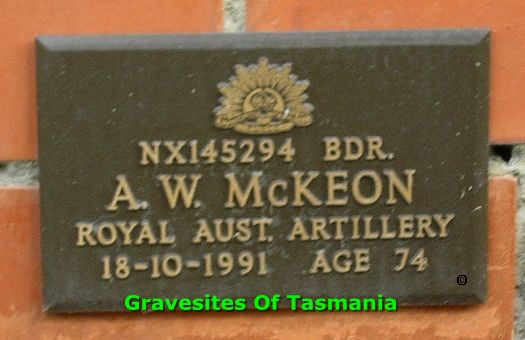 NX145294 BDR.
A. W. McKEON
ROYAL AUST. ARTILLERY
18-10-1991 AGE 74
Gravesites Of Tasmania